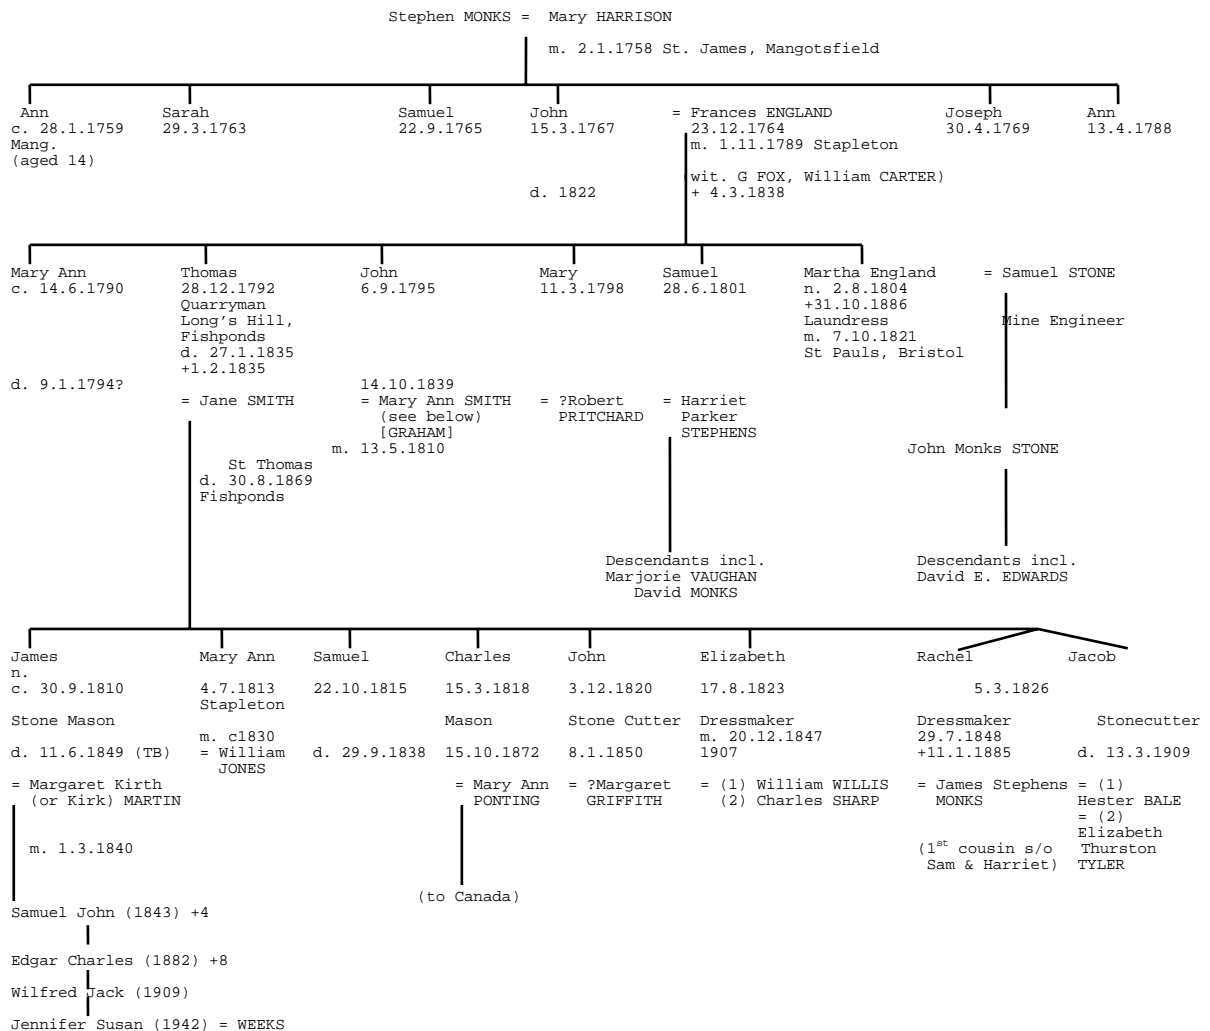 Stephen MONKS = Mary HARRISON
m. 2.1.1758 St. James, Mangotsfield
Ann Sarah Samuel John = Frances ENGLAND Joseph Ann
c. 28.1.1759 29.3.1763 22.9.1765 15.3.1767 23.12.1764 30.4.1769 13.4.1788
Mang. m. 1.11.1789 Stapleton
(aged 14)
(wit. G FOX, William CARTER)
d. 1822 + 4.3.1838
Mary Ann Thomas John Mary Samuel Martha England = Samuel STONE
c. 14.6.1790 28.12.1792 6.9.1795 11.3.1798 28.6.1801 n. 2.8.1804
Quarryman +31.10.1886
Long's Hill, Laundress Mine Engineer
Fishponds m. 7.10.1821
d. 27.1.1835 St Pauls, Bristol
+1.2.1835
d. 9.1.1794? 14.10.1839
= Jane SMITH = Mary Ann SMITH = ?Robert = Harriet
(see below) PRITCHARD Parker
[GRAHAM] STEPHENS
m. 13.5.1810 John Monks STONE
St Thomas
d. 30.8.1869
Fishponds
Descendants incl. Descendants incl.
Marjorie VAUGHAN David E. EDWARDS
David MONKS
James Mary Ann Samuel Charles John Elizabeth Rachel Jacob
n.
c. 30.9.1810 4.7.1813 22.10.1815 15.3.1818 3.12.1820 17.8.1823 5.3.1826
Stapleton
Stone Mason Mason Stone Cutter Dressmaker Dressmaker Stonecutter
m. c1830 m. 20.12.1847 29.7.1848
d. 11.6.1849 (TB) = William d. 29.9.1838 15.10.1872 8.1.1850 1907 +11.1.1885 d. 13.3.1909
JONES
= Margaret Kirth = Mary Ann = ?Margaret = (1) William WILLIS = James Stephens = (1)
(or Kirk) MARTIN PONTING GRIFFITH (2) Charles SHARP MONKS Hester BALE
= (2)
Elizabeth
m. 1.3.1840 (1st cousin s/o Thurston
Sam & Harriet) TYLER
(to Canada)
Samuel John (1843) +4
Edgar Charles (1882) +8
Wilfred Jack (1909)
Jennifer Susan (1942) = WEEKS